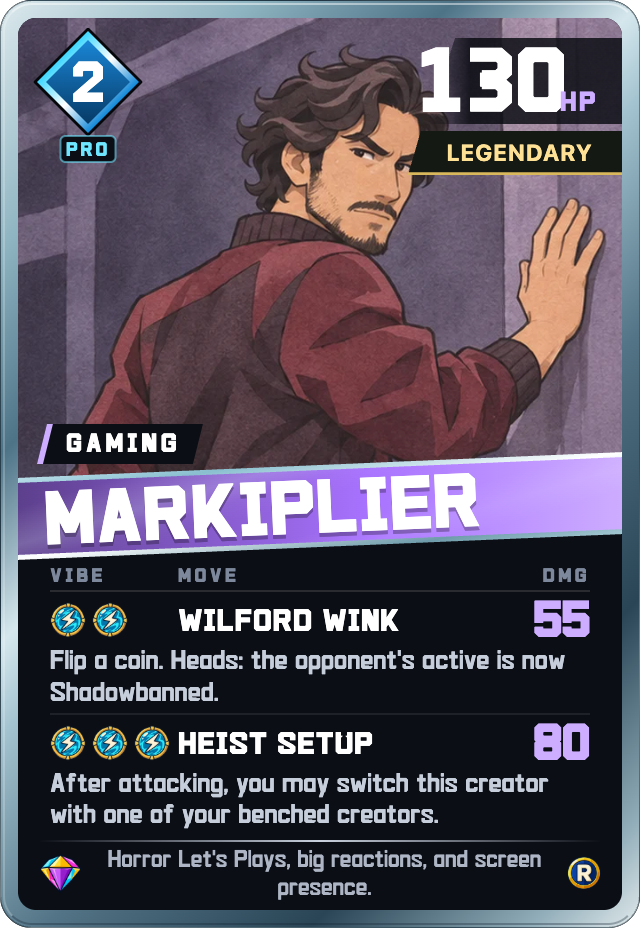 2
PRO
130 HP
LEGENDARY
GAMING
MARKIPLIER
VIBE MOVE DMG
WILFORD WINK 55
Flip a coin. Heads: the opponent's active is now
Shadowbanned.
HEIST SETUP 80
After attacking, you may switch this creator
with one of your benched creators.
Horror Let's Plays, big reactions, and screen
presence.
R